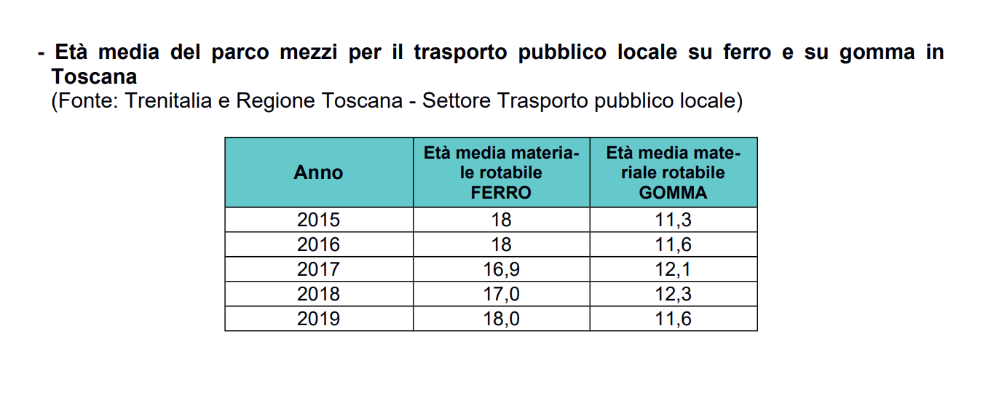 - Età media del parco mezzi per il trasporto pubblico locale su ferro e su gomma in
Toscana
(Fonte: Trenitalia e Regione Toscana - Settore Trasporto pubblico locale)
Anno
Età media materia-
le rotabile
FERRO
Età media mate-
riale rotabile
GOMMA
2015 18 11,3
2016 18 11,6
2017 16,9 12,1
2018 17,0 12,3
2019 18,0 11,6